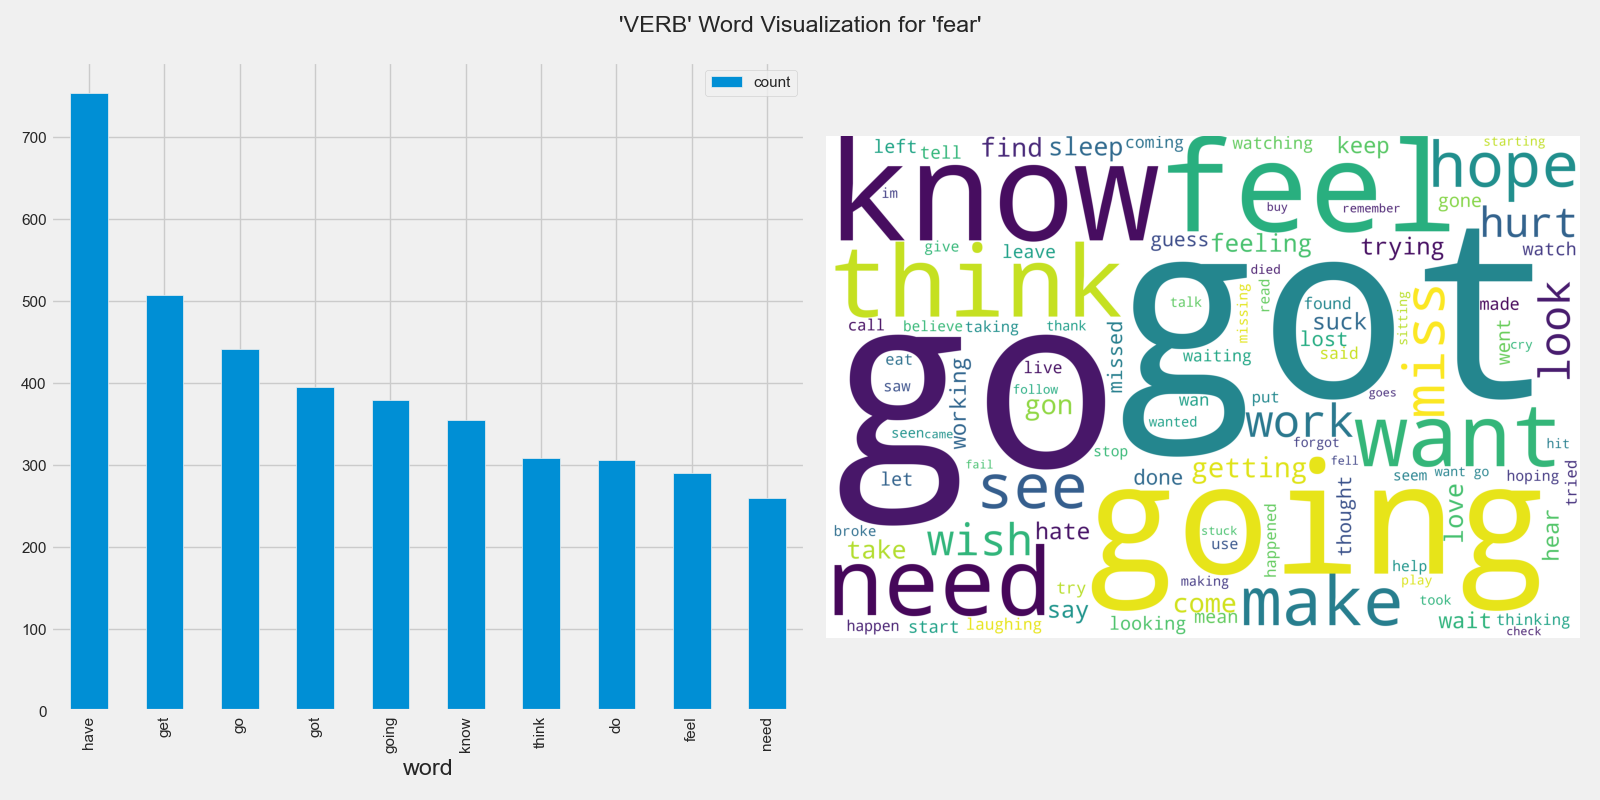 'VERB' Word Visualization for 'fear'
count
700
600
500
400
300
200
100
0
have
get
go
got
going
know
think
do
feel
need
word
left
tell
find
sleep
coming
watching
keep
starting
know
feel
hope
im
buy
remember
gone
hurt
guess
feeling
trying
watch
give
leave
think
got
died
talk
missing
read
found
suck
lost
said
sitting
miss
made
went
cry
look
call
believe
taking
thank
missed
waiting
go
eat
saw
working
live
follow
gon
seen
came
wan
wanted
put
goes
work
forgot
want
hit
let
fail
stop
see
done
getting
fell
seem
want go
hoping
tried
broke
wish
hate
going
stuck
use
happened
thought
love
hear
take
need
try
making
help
play
say
come
make
took
happen
start
laughing
looking
mean
wait
thinking
check